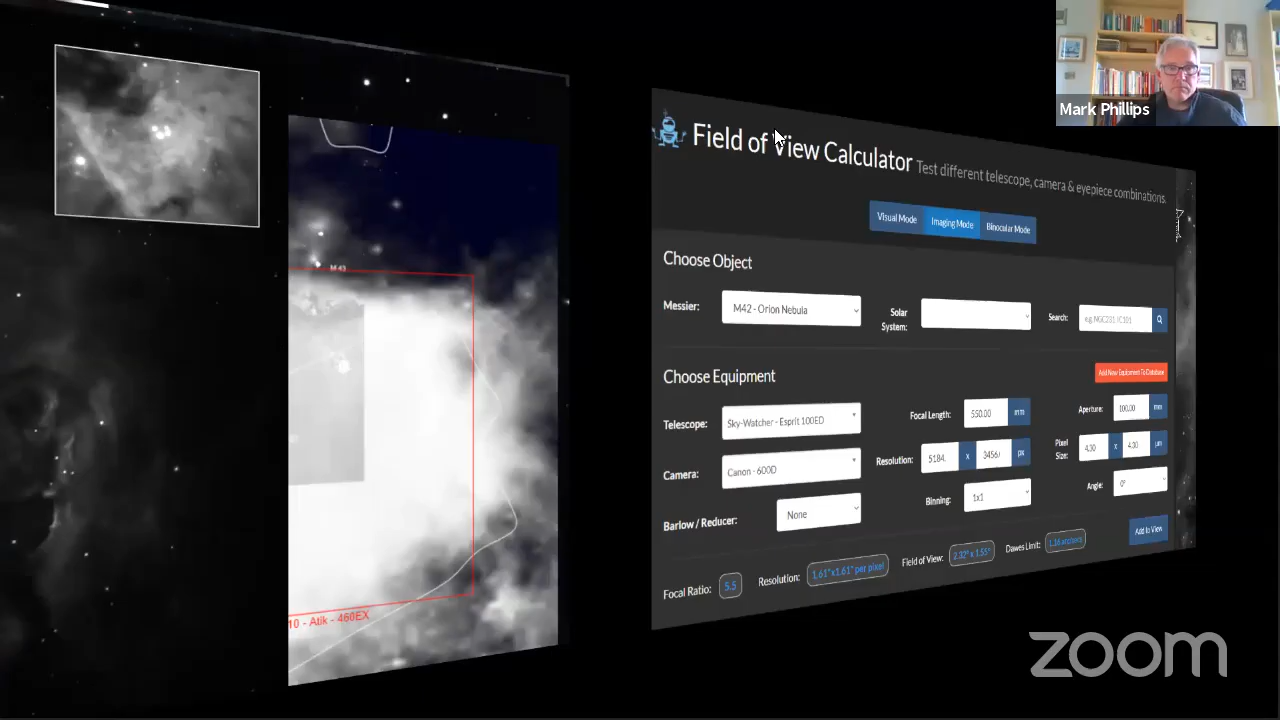 Mark Phillips
Field of View Calculator Test different telescope, camera & eyepiece combinations.
Visual Mode Imaging Mode Binocular Mode
Choose Object
M 43
Messier: M42 - Orion Nebula Solar System: Search: e.g. NGC231 IC101
Choose Equipment Add New Equipment To Database
Telescope: Sky-Watcher - Esprit 100ED Focal Length: 550.00 mm Aperture: 100.00 mm
Camera: Canon - 600D Resolution: 5184. x 3456.( px Pixel Size: 4.30 x 4.30 µm
Barlow / Reducer: None Binning: 1x1 Angle: 0°
Add to View
Focal Ratio: 5.5 Resolution: 1.61"x1.61" per pixel Field of View: 2.32° x 1.55° Dawes Limit: 1.16 arc/secs
10 - Atik - 460EX
zoom